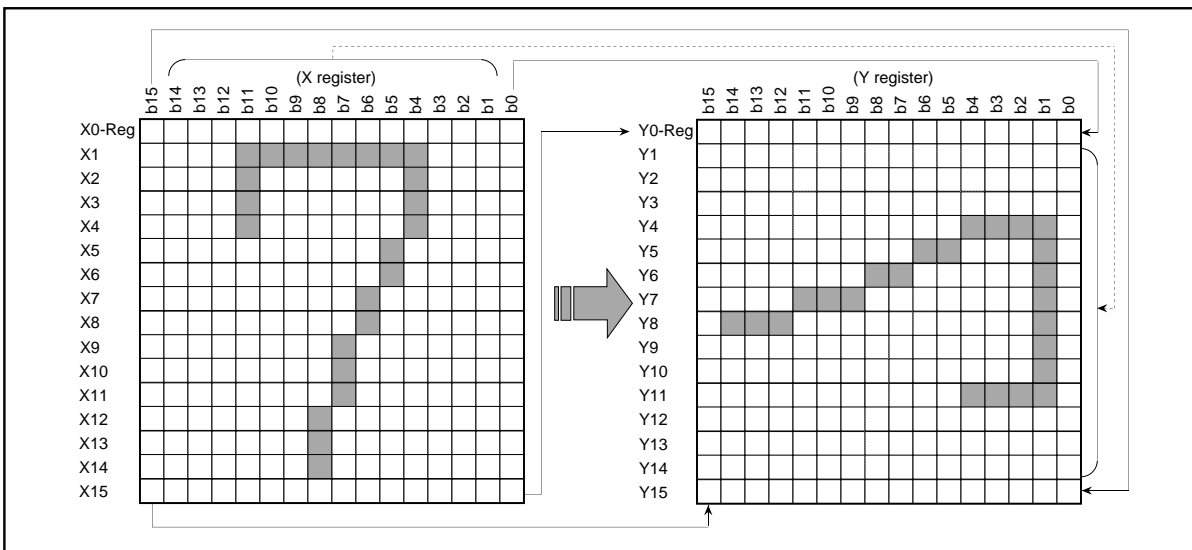 (X register) (Y register)
b15 b14 b13 b12 b11 b10 b9 b8 b7 b6 b5 b4 b3 b2 b1 b0 b15 b14 b13 b12 b11 b10 b9 b8 b7 b6 b5 b4 b3 b2 b1 b0
X0-Reg Y0-Reg
X1 Y1
X2 Y2
X3 Y3
X4 Y4
X5 Y5
X6 Y6
X7 Y7
X8 Y8
X9 Y9
X10 Y10
X11 Y11
X12 Y12
X13 Y13
X14 Y14
X15 Y15